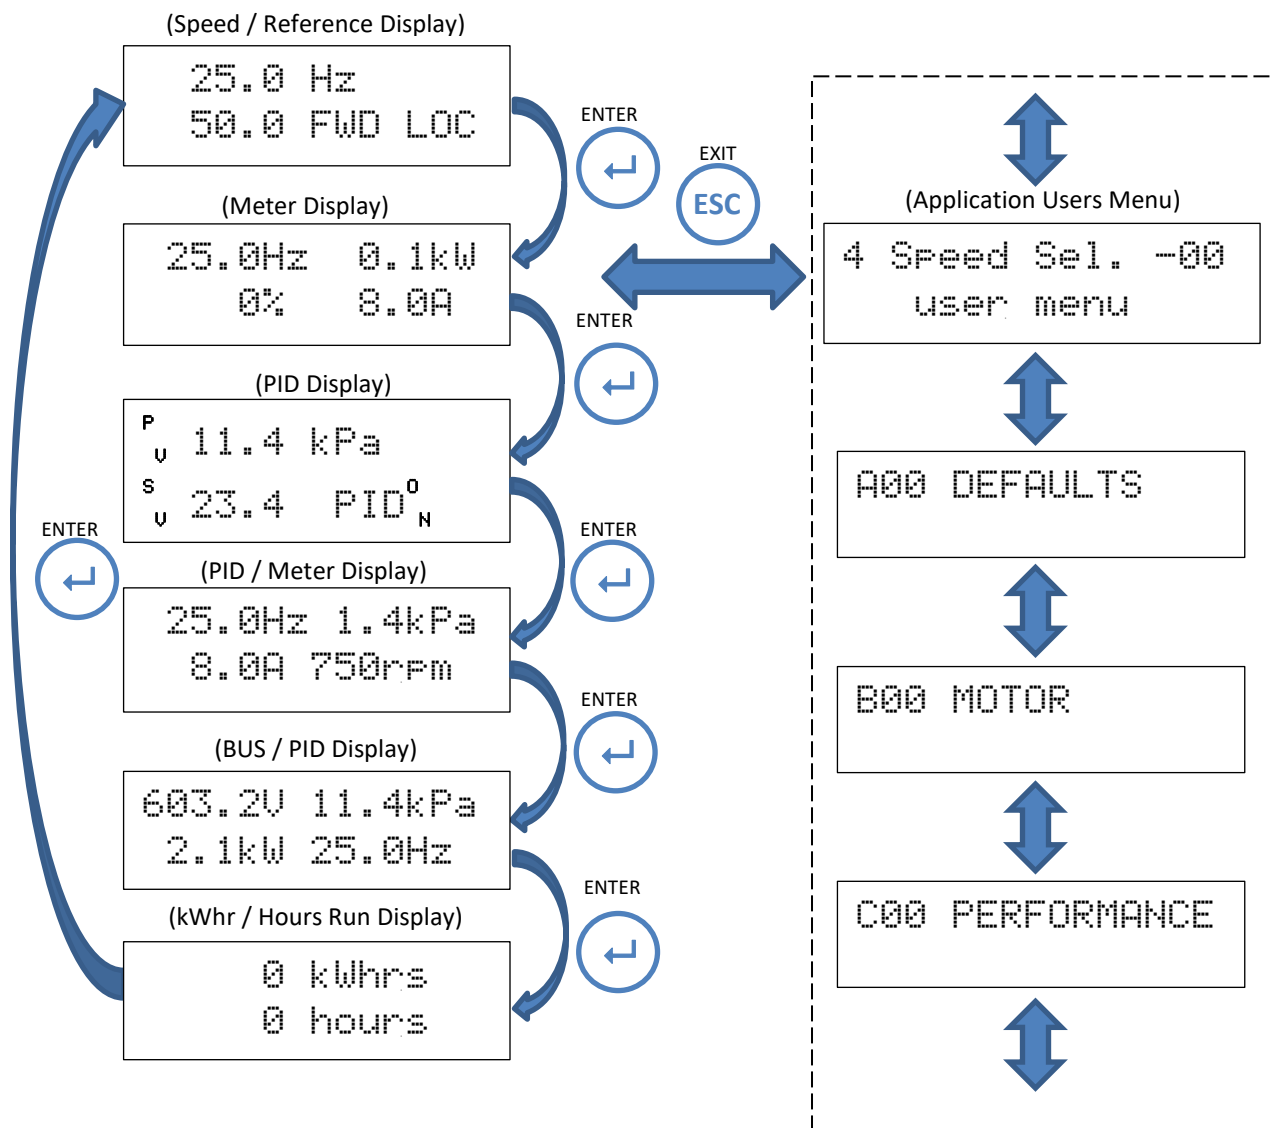 (Speed / Reference Display)
25.0 Hz
50.0 FWD LOC
ENTER
(Meter Display)
25.0Hz 0.1kW
0% 8.0A
ENTER
(PID Display)
PV 11.4 kPa
SV 23.4 PID ON
ENTER
(PID / Meter Display)
25.0Hz 1.4kPa
8.0A 750rpm
ENTER
(BUS / PID Display)
603.2V 11.4kPa
2.1kW 25.0Hz
ENTER
(kWhr / Hours Run Display)
0 kWhrs
0 hours
ENTER
EXIT
ESC
(Application Users Menu)
4 Speed Sel. -00
user menu
A00 DEFAULTS
B00 MOTOR
C00 PERFORMANCE